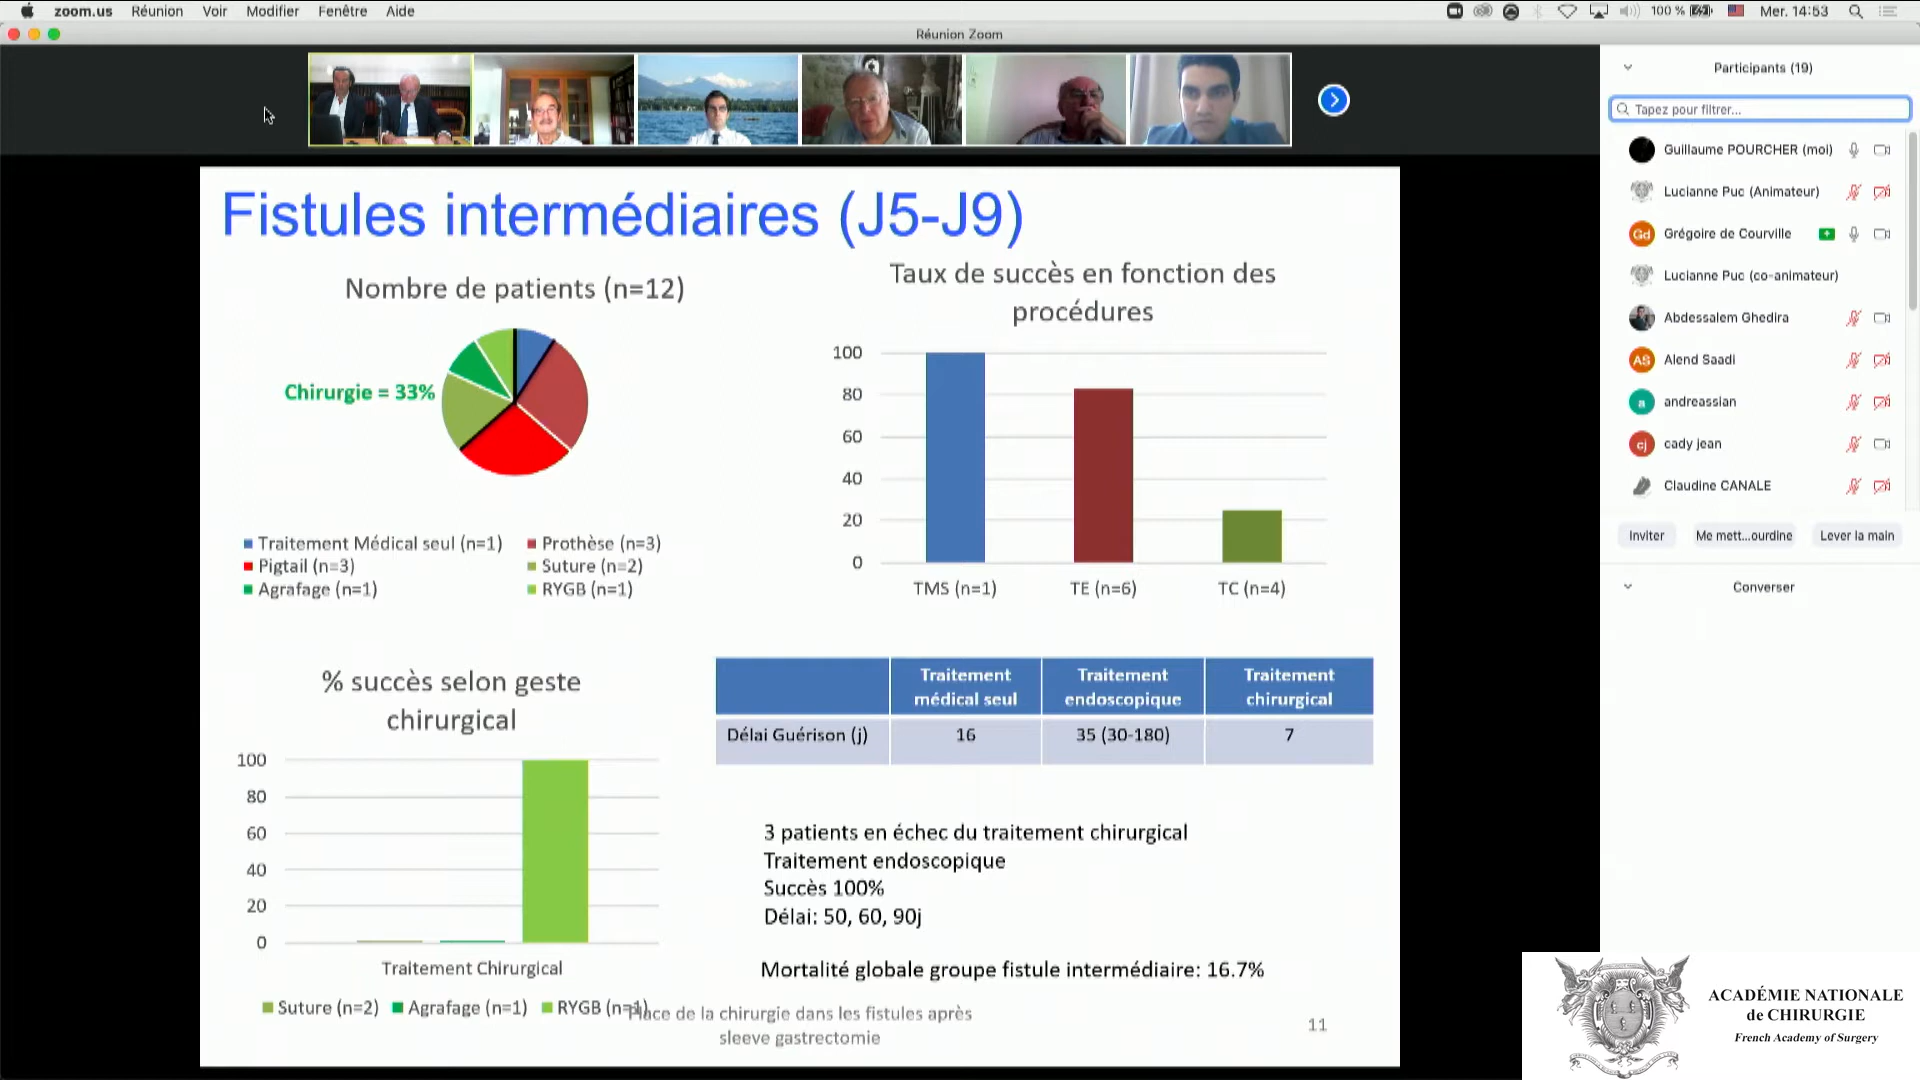 zoom.us Réunion Voir Modifier Fenêtre Aide
100 % Mer. 14:53
Réunion Zoom
Participants (19)
Tapez pour filtrer...
Guillaume POURCHER (moi)
Lucianne Puc (Animateur)
Gd Grégoire de Courville
Lucianne Puc (co-animateur)
Abdessalem Ghedira
AS Alend Saadi
a andreassian
cj cady jean
Claudine CANALE
Inviter Me mett...ourdine Lever la main
Converser
Fistules intermédiaires (J5-J9)
Nombre de patients (n=12)
Chirurgie = 33%
Traitement Médical seul (n=1) Prothèse (n=3)
Pigtail (n=3) Suture (n=2)
Agrafage (n=1) RYGB (n=1)
Taux de succès en fonction des
procédures
100
80
60
40
20
0
TMS (n=1) TE (n=6) TC (n=4)
% succès selon geste
chirurgical
100
80
60
40
20
0
Traitement Chirurgical
Suture (n=2) Agrafage (n=1) RYGB (n=1)
Traitement médical seul Traitement endoscopique Traitement chirurgical
Délai Guérison (j) 16 35 (30-180) 7
3 patients en échec du traitement chirurgical
Traitement endoscopique
Succès 100%
Délai: 50, 60, 90j
Mortalité globale groupe fistule intermédiaire: 16.7%
Place de la chirurgie dans les fistules après
sleeve gastrectomie
11
ACADÉMIE NATIONALE
de CHIRURGIE
French Academy of Surgery